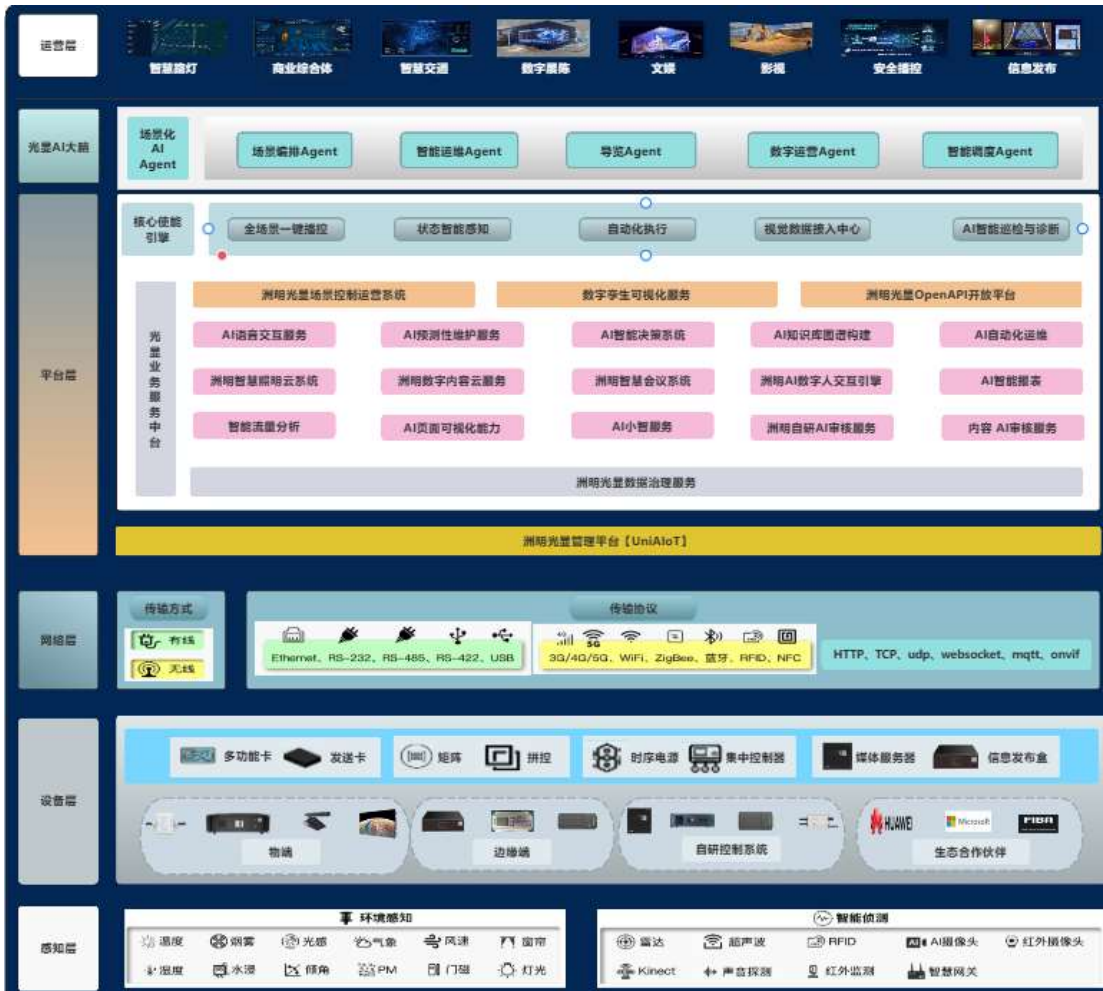 运营层
智慧路灯
商业综合体
智慧交通
数字展陈
文娱
影视
安全播控
信息发布
光显AI大脑
场景化
AI
Agent
场景编排Agent
智能运维Agent
导览Agent
数字运营Agent
智能调度Agent
平台层
核心使能
引擎
全场景一键播控
状态智能感知
自动化执行
视觉数据接入中心
AI智能巡检与诊断
光显业务服务中台
洲明光显场景控制运营系统
数字孪生可视化服务
洲明光显OpenAPI开放平台
AI语音交互服务
AI预测性维护服务
AI智能决策系统
AI知识库图谱构建
AI自动化运维
洲明智慧照明云系统
洲明数字内容云服务
洲明智慧会议系统
洲明AI数字人交互引擎
AI智能报表
智能流量分析
AI页面可视化能力
AI小智服务
洲明自研AI审核服务
内容 AI审核服务
洲明光显数据治理服务
洲明光显管理平台【UniAIoT】
网络层
传输方式
有线
无线
传输协议
5G
Ethernet、RS-232、RS-485、RS-422、USB
3G/4G/5G、WiFi、ZigBee、蓝牙、RFID、NFC
HTTP、TCP、udp、websocket、mqtt、onvif
设备层
多功能卡
发送卡
矩阵
拼控
时序电源
集中控制器
媒体服务器
信息发布盒
物端
边缘端
自研控制系统
HUAWEI
Microsoft
FIBA
生态合作伙伴
感知层
环境感知
温度
烟雾
光感
气象
风速
窗帘
湿度
水浸
倾角
PM
门磁
灯光
智能侦测
雷达
超声波
RFID
AI摄像头
红外摄像头
Kinect
声音探测
红外监测
智慧网关